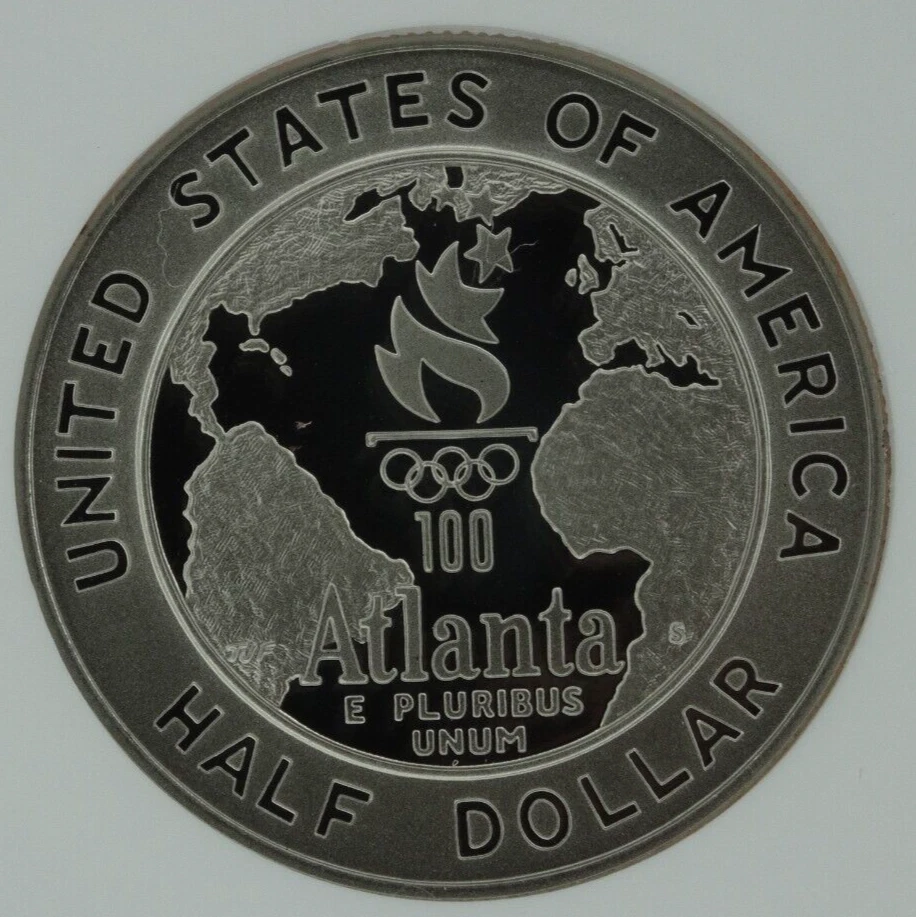 UNITED STATES OF AMERICA
100
Atlanta
E PLURIBUS
UNUM
S
HALF DOLLAR